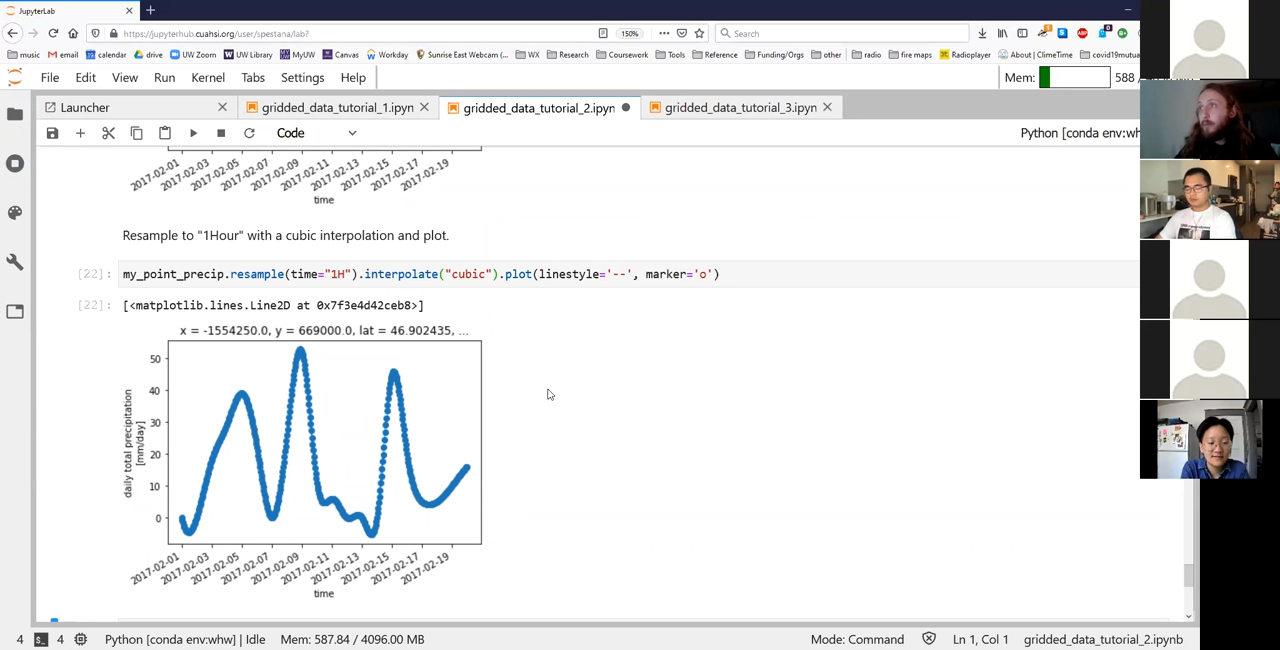 JupyterLab
https://jupyterhub.cuahsi.org/user/spestana/lab?
150%
Search
music email calendar drive UW Zoom UW Library MyUW Canvas Workday Sunrise East Webcam (... WX Research Coursework Tools Reference Funding/Orgs other radio fire maps Radioplayer About | ClimeTime covid19mutua
File Edit View Run Kernel Tabs Settings Help
Mem: 588 /
Launcher gridded_data_tutorial_1.ipyn gridded_data_tutorial_2.ipyn gridded_data_tutorial_3.ipyn
Code
Python [conda env:wh
2017-02-01 2017-02-03 2017-02-05 2017-02-07 2017-02-09 2017-02-11 2017-02-13 2017-02-15 2017-02-17 2017-02-19
time
Resample to "1Hour" with a cubic interpolation and plot.
[22]: my_point_precip.resample(time="1H").interpolate("cubic").plot(linestyle='--', marker='o')
[22]: [<matplotlib.lines.Line2D at 0x7f3e4d42ceb8>]
x = -1554250.0, y = 669000.0, lat = 46.902435, ...
50
40
30
20
10
0
daily total precipitation
[mm/day]
2017-02-01 2017-02-03 2017-02-05 2017-02-07 2017-02-09 2017-02-11 2017-02-13 2017-02-15 2017-02-17 2017-02-19
time
4 4 Python [conda env:whw] | Idle Mem: 587.84 / 4096.00 MB Mode: Command Ln 1, Col 1 gridded_data_tutorial_2.ipynb